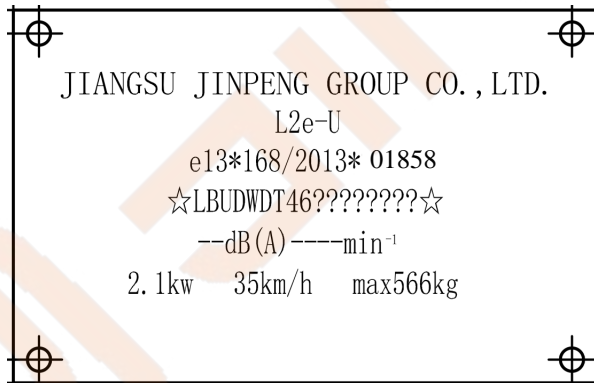 JIANGSU JINPENG GROUP CO.,LTD.
L2e-U
e13*168/2013* 01858
☆LBUDWDT46????????☆
--dB(A)----min⁻¹
2.1kw 35km/h max566kg